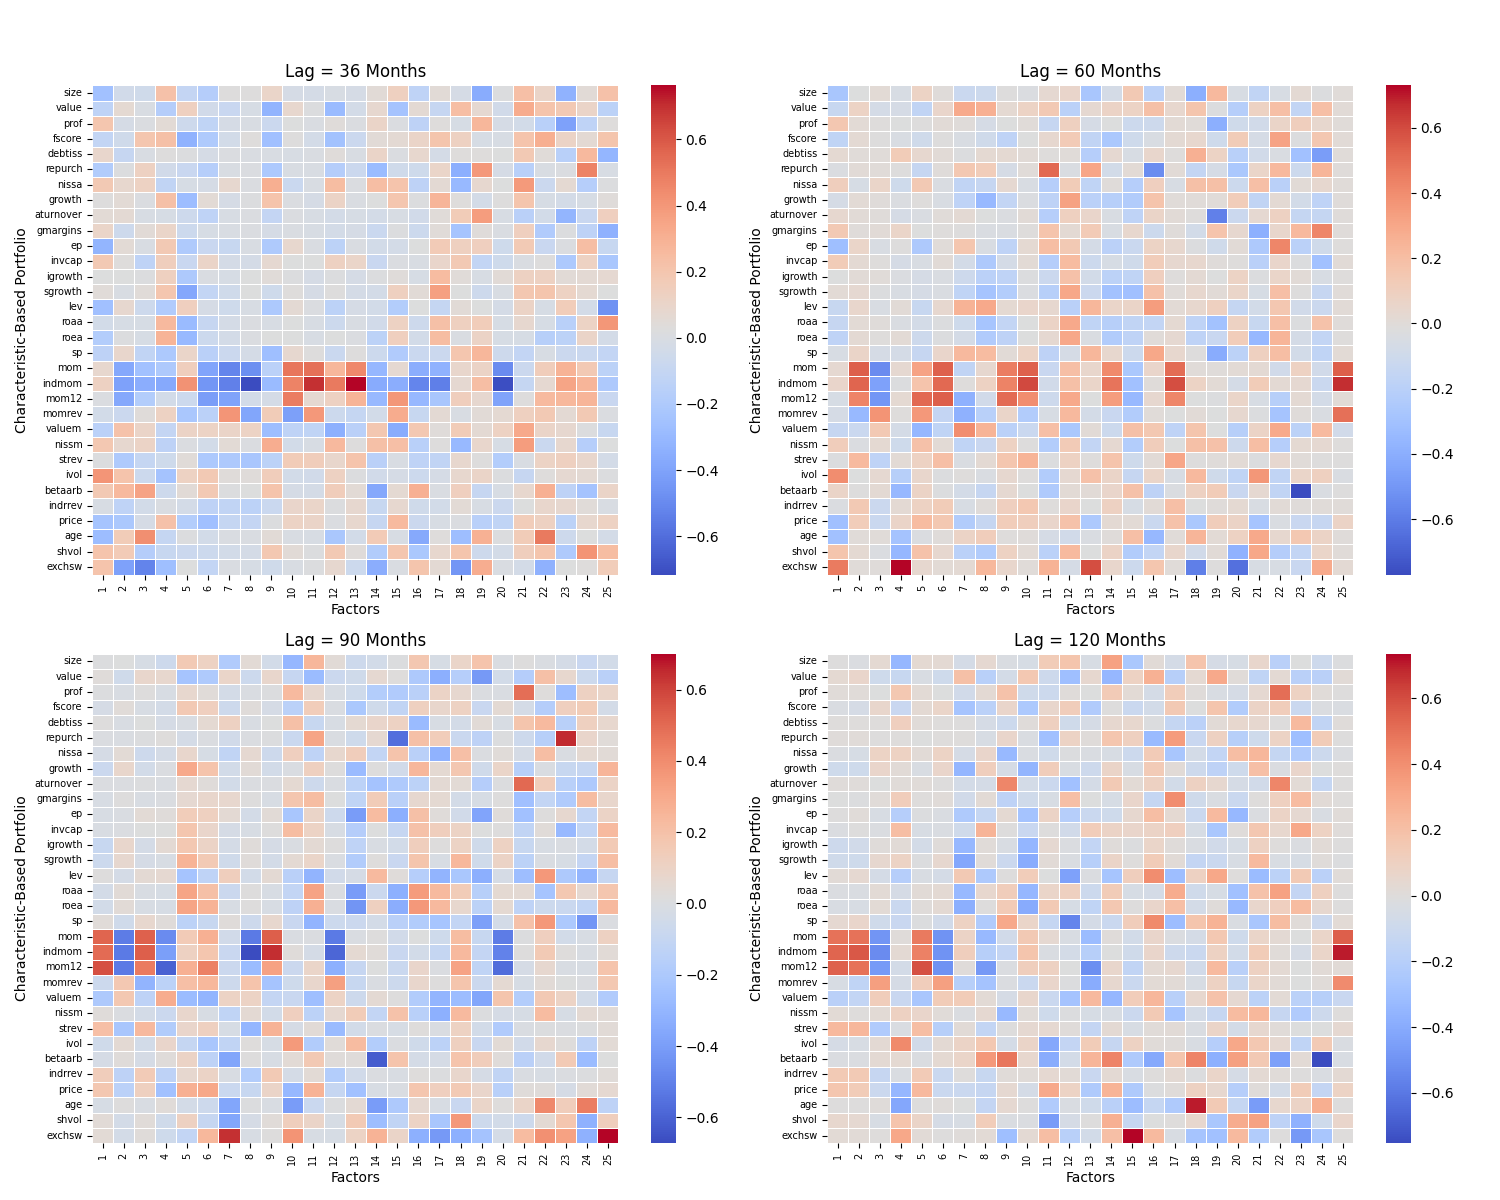 Lag = 36 Months
Characteristic-Based Portfolio
size
value
prof
fscore
debtiss
repurch
nissa
growth
aturnover
gmargins
ep
invcap
igrowth
sgrowth
lev
roaa
roea
sp
mom
indmom
mom12
momrev
valuem
nissm
strev
ivol
betaarb
indrrev
price
age
shvol
exchsw
1 2 3 4 5 6 7 8 9 10 11 12 13 14 15 16 17 18 19 20 21 22 23 24 25
Factors
0.6
0.4
0.2
0.0
−0.2
−0.4
−0.6
Lag = 60 Months
Characteristic-Based Portfolio
size
value
prof
fscore
debtiss
repurch
nissa
growth
aturnover
gmargins
ep
invcap
igrowth
sgrowth
lev
roaa
roea
sp
mom
indmom
mom12
momrev
valuem
nissm
strev
ivol
betaarb
indrrev
price
age
shvol
exchsw
1 2 3 4 5 6 7 8 9 10 11 12 13 14 15 16 17 18 19 20 21 22 23 24 25
Factors
0.6
0.4
0.2
0.0
−0.2
−0.4
−0.6
Lag = 90 Months
Characteristic-Based Portfolio
size
value
prof
fscore
debtiss
repurch
nissa
growth
aturnover
gmargins
ep
invcap
igrowth
sgrowth
lev
roaa
roea
sp
mom
indmom
mom12
momrev
valuem
nissm
strev
ivol
betaarb
indrrev
price
age
shvol
exchsw
1 2 3 4 5 6 7 8 9 10 11 12 13 14 15 16 17 18 19 20 21 22 23 24 25
Factors
0.6
0.4
0.2
0.0
−0.2
−0.4
−0.6
Lag = 120 Months
Characteristic-Based Portfolio
size
value
prof
fscore
debtiss
repurch
nissa
growth
aturnover
gmargins
ep
invcap
igrowth
sgrowth
lev
roaa
roea
sp
mom
indmom
mom12
momrev
valuem
nissm
strev
ivol
betaarb
indrrev
price
age
shvol
exchsw
1 2 3 4 5 6 7 8 9 10 11 12 13 14 15 16 17 18 19 20 21 22 23 24 25
Factors
0.6
0.4
0.2
0.0
−0.2
−0.4
−0.6